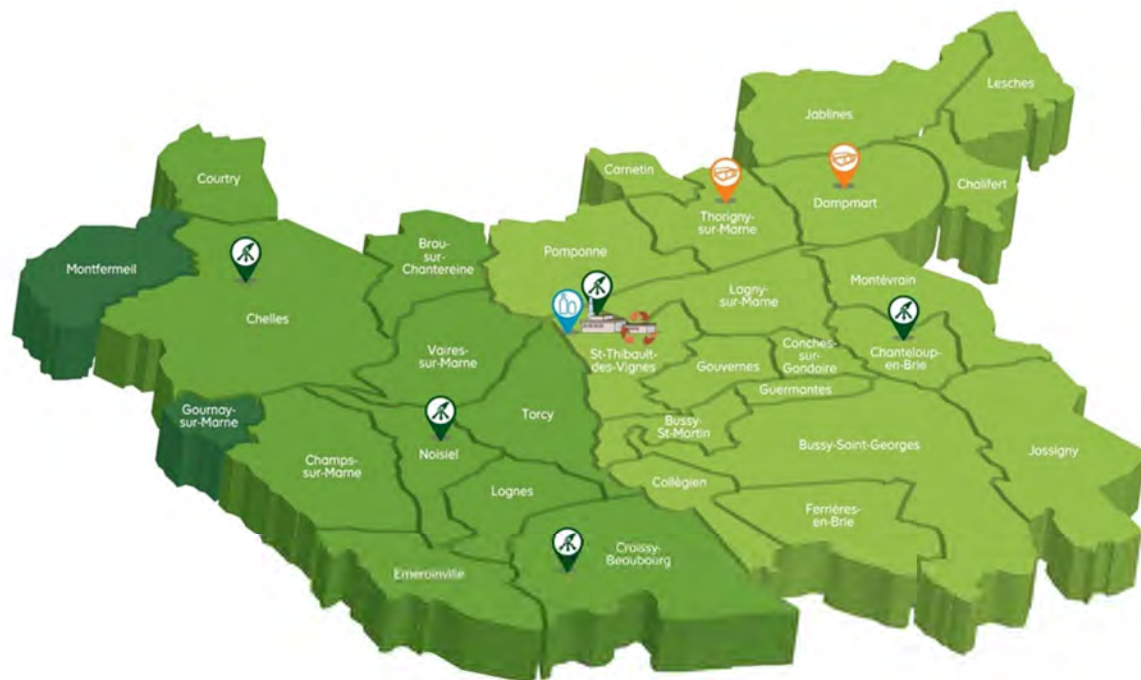 Lesches
Jablines
Carnetin
Chalifert
Courtry
Thorigny-
sur-Marne
Dampmart
Montfermeil
Brou-
sur-
Chantereine
Pomponne
Montévrain
Lagny-
sur-Marne
Chelles
Vaires-
sur-Marne
St-Thibault-
des-Vignes
Gouvernes
Conches-
sur-
Gondoire
Chanteloup-
en-Brie
Guermantes
Gournay-
sur-Marne
Torcy
Bussy-
St-Martin
Bussy-Saint-Georges
Jossigny
Champs-
sur-Marne
Noisiel
Lognes
Collégien
Ferrières-
en-Brie
Croissy-
Beaubourg
Emerainville